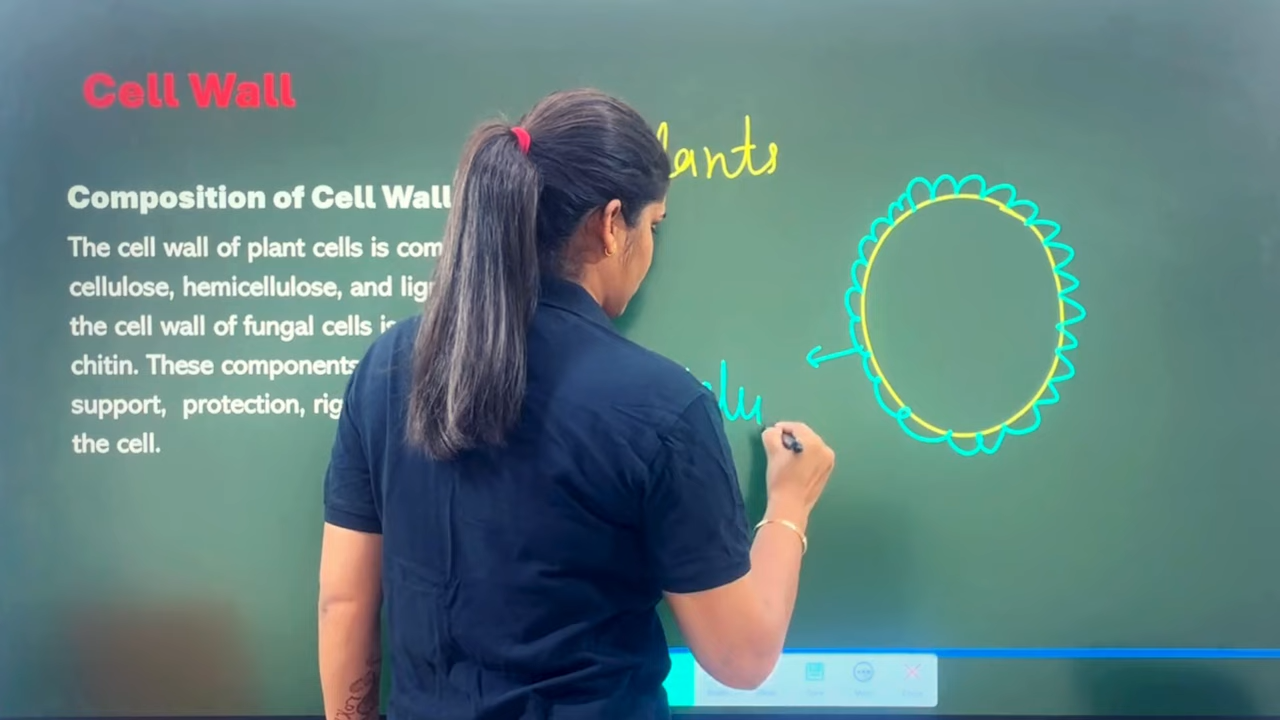 Cell Wall
lants
Composition of Cell Wall
The cell wall of plant cells is com
cellulose, hemicellulose, and lig
the cell wall of fungal cells is
chitin. These components
support, protection, rig
the cell.